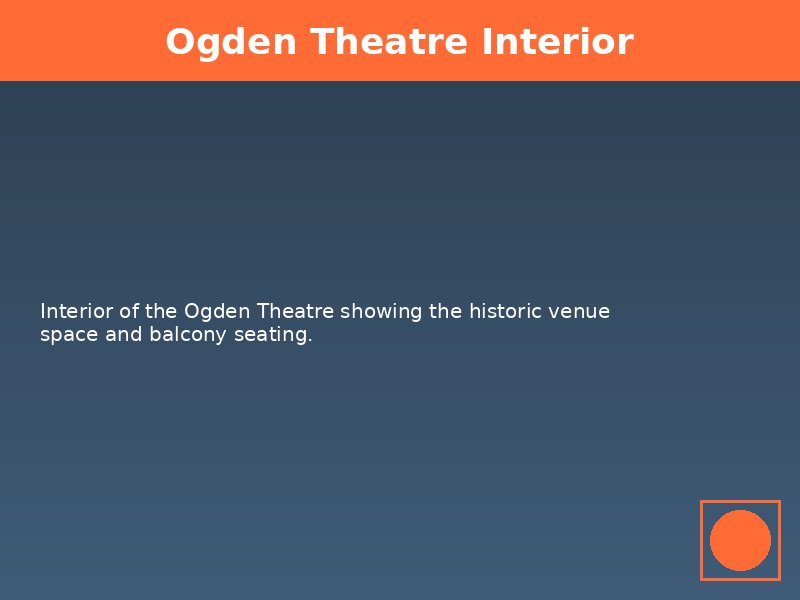 Ogden Theatre Interior
Interior of the Ogden Theatre showing the historic venue
space and balcony seating.